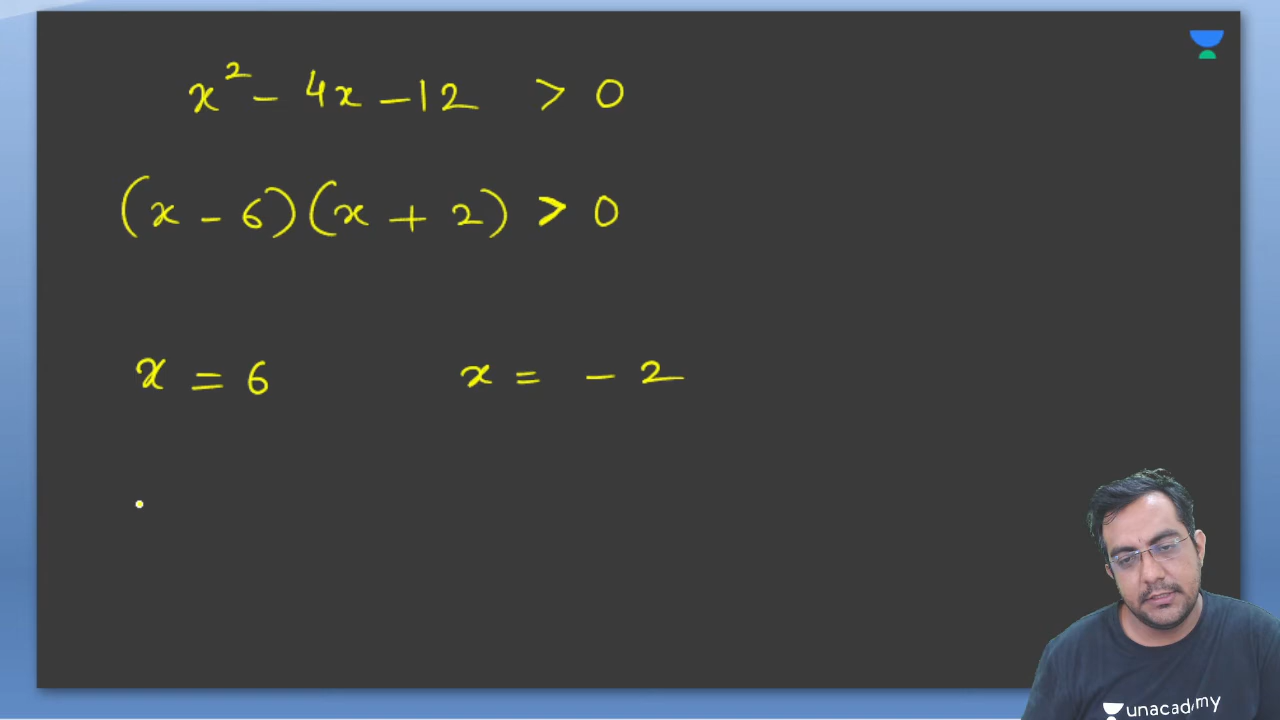 x² - 4x - 12 > 0
(x - 6)(x + 2) > 0
x = 6 x = - 2
unacademy